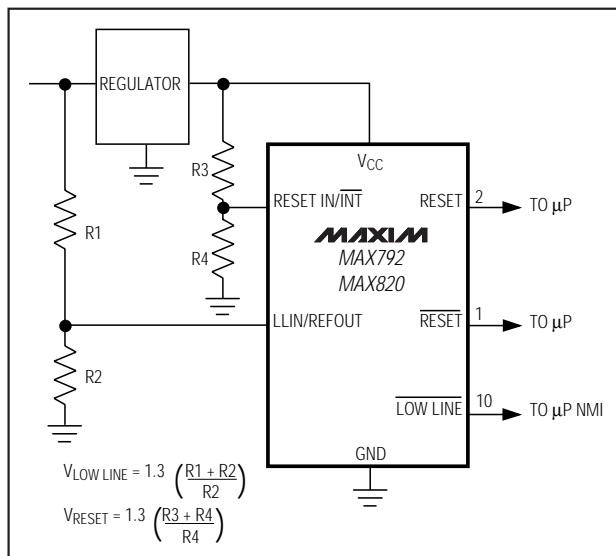 REGULATOR
R3
R4
R1
R2
VCC
RESET IN/INT
RESET
2
TO µP
MAXIM
MAX792
MAX820
LLIN/REFOUT
RESET
1
TO µP
LOW LINE
10
TO µP NMI
GND
VLOW LINE = 1.3 (R1 + R2 / R2)
VRESET = 1.3 (R3 + R4 / R4)